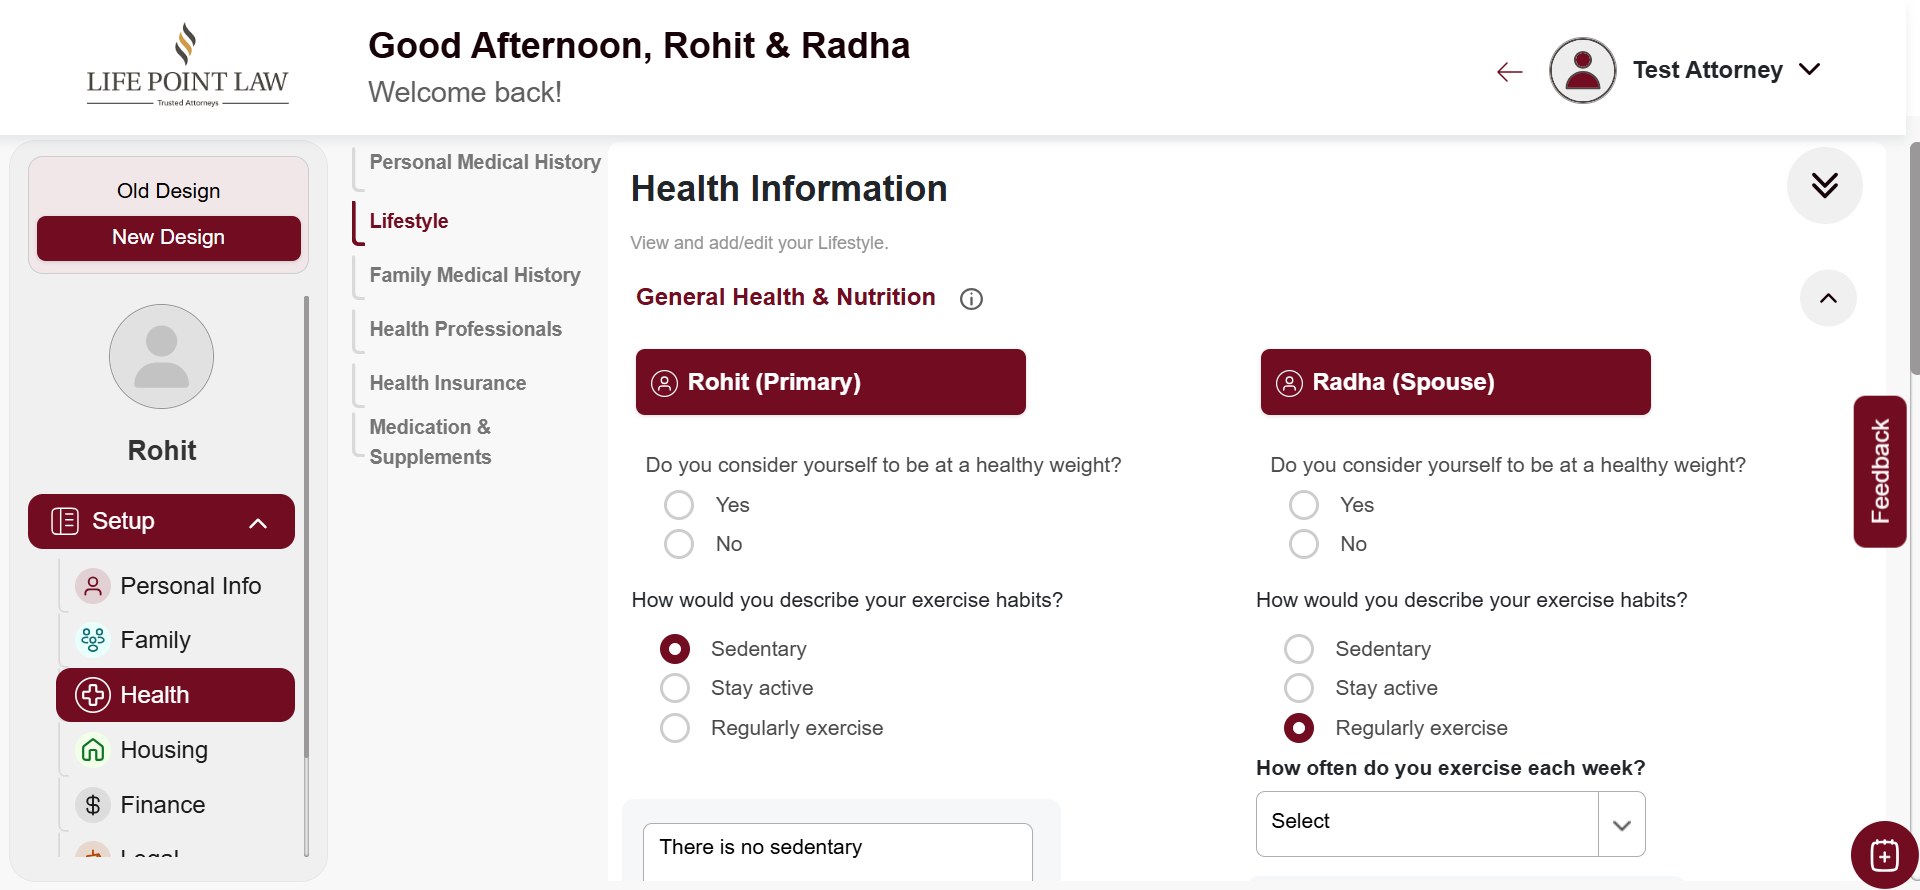 LIFE POINT LAW
Trusted Attorneys
Good Afternoon, Rohit & Radha
Welcome back!
Test Attorney
Old Design
New Design
Rohit
Setup
Personal Info
Family
Health
Housing
Finance
Legal
Personal Medical History
Lifestyle
Family Medical History
Health Professionals
Health Insurance
Medication &
Supplements
Health Information
View and add/edit your Lifestyle.
General Health & Nutrition
Rohit (Primary)
Do you consider yourself to be at a healthy weight?
Yes
No
How would you describe your exercise habits?
Sedentary
Stay active
Regularly exercise
There is no sedentary
Radha (Spouse)
Do you consider yourself to be at a healthy weight?
Yes
No
How would you describe your exercise habits?
Sedentary
Stay active
Regularly exercise
How often do you exercise each week?
Select
Feedback